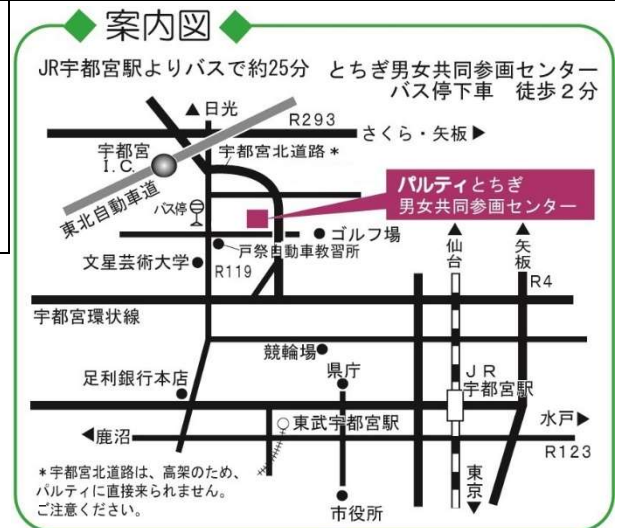 案内図
JR宇都宮駅よりバスで約25分 とちぎ男女共同参画センター
バス停下車 徒歩2分
▲日光
R293
さくら・矢板▶
宇都宮
I.C.
宇都宮北道路*
東北自動車道
バス停
パルティとちぎ
男女共同参画センター
ゴルフ場
戸祭自動車教習所
文星芸術大学
R119
▲仙台
▲矢板
R4
宇都宮環状線
競輪場
足利銀行本店
県庁
JR
宇都宮駅
東武宇都宮駅
水戸▶
◀鹿沼
R123
*宇都宮北道路は、高架のため、
パルティに直接来られません。
ご注意ください。
市役所
東京▼